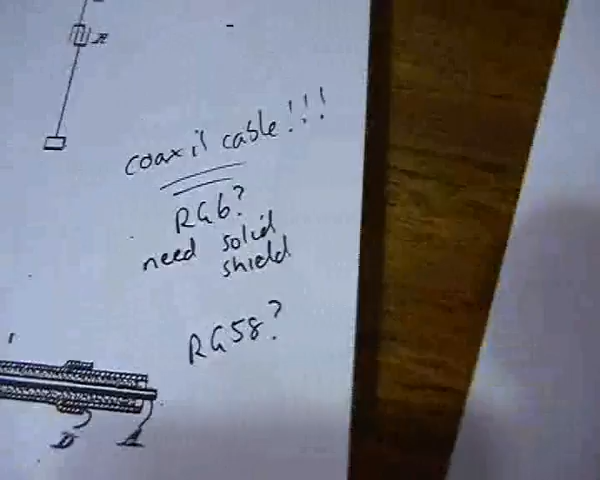 coaxil cable!!!
RG6?
need solid
shield
RG58?